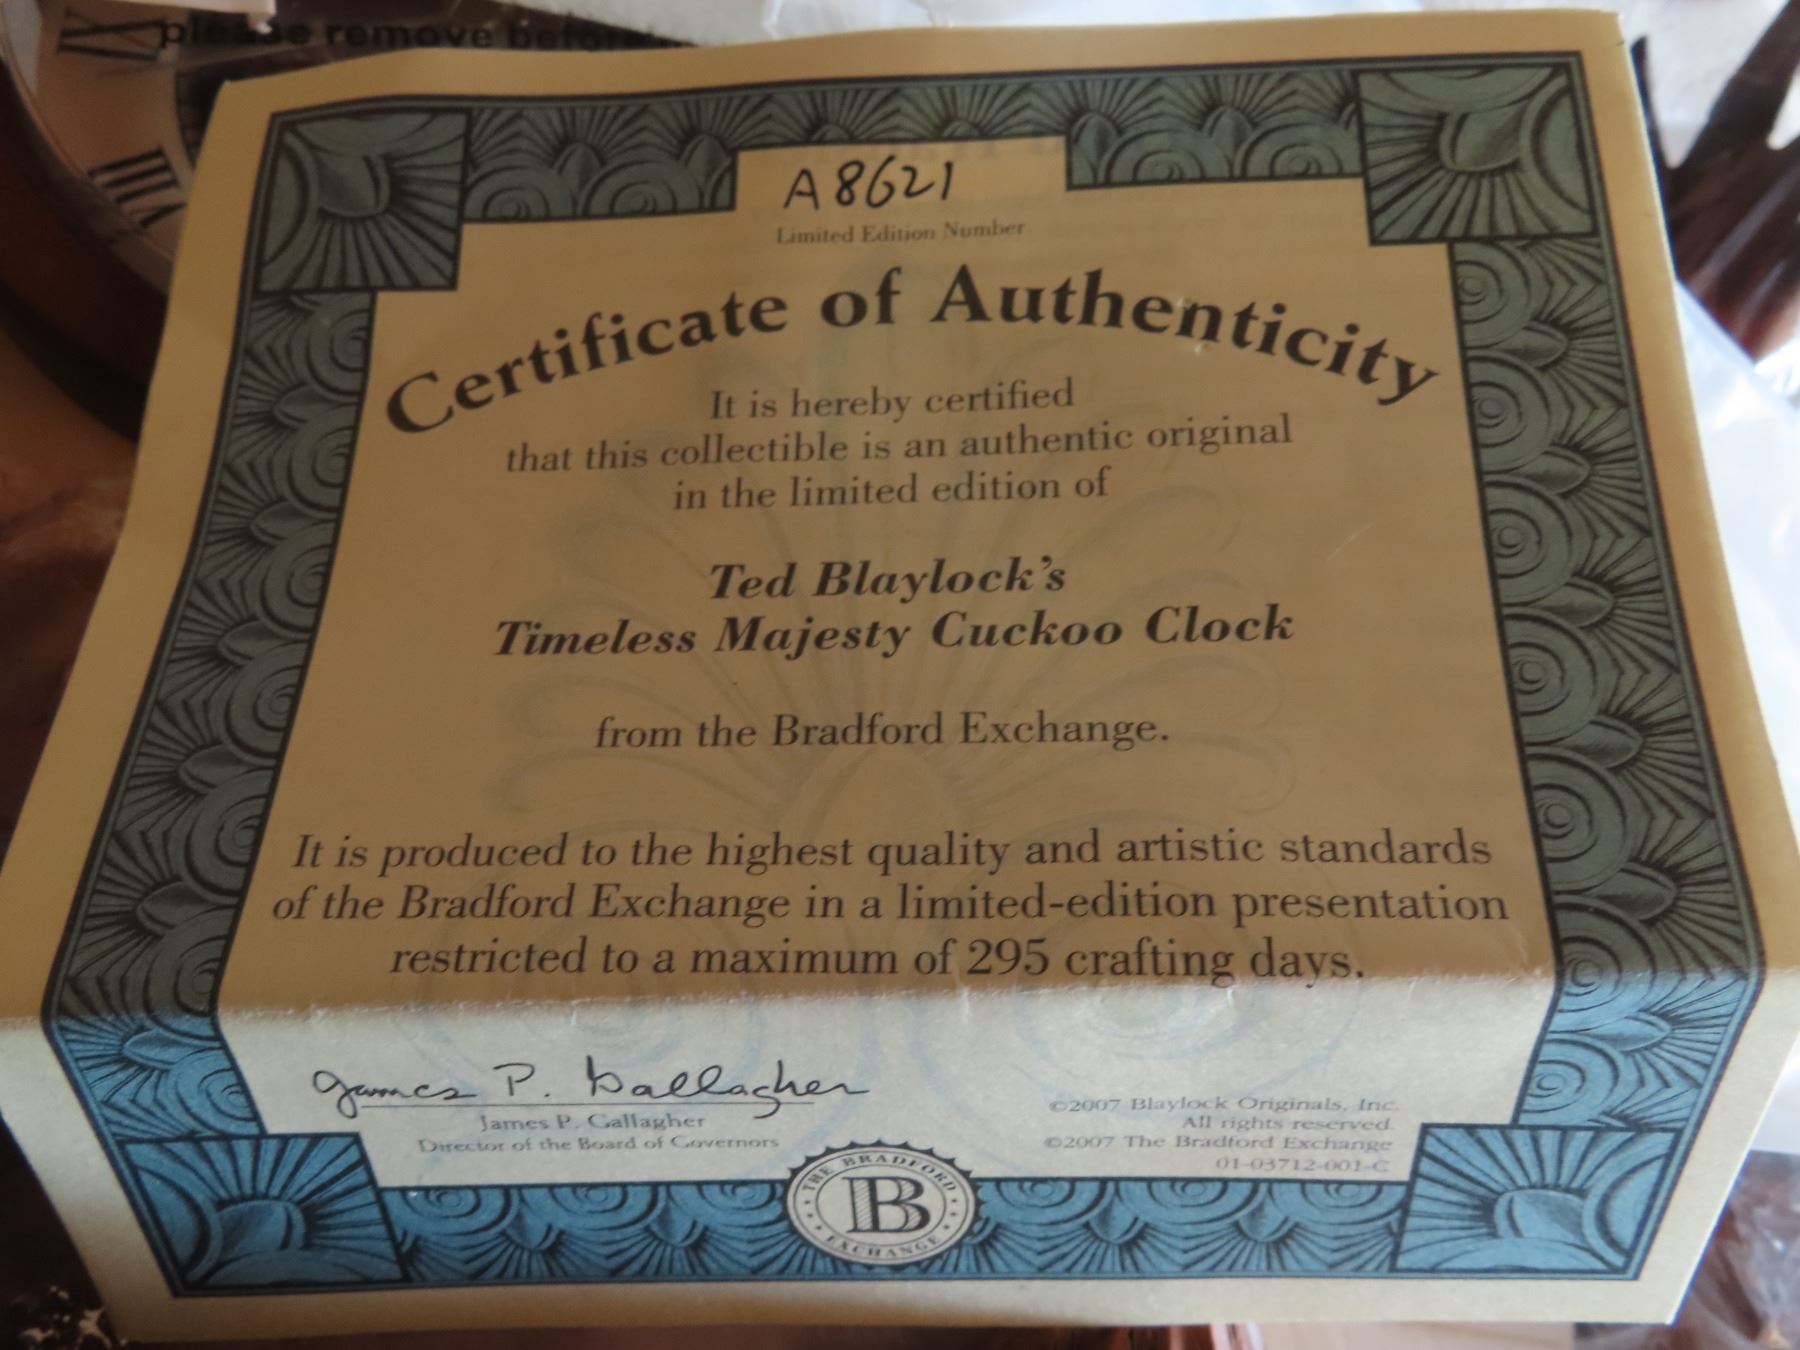 please remove before
A8621
Limited Edition Number
Certificate of Authenticity
It is hereby certified
that this collectible is an authentic original
in the limited edition of
Ted Blaylock's
Timeless Majesty Cuckoo Clock
from the Bradford Exchange.
It is produced to the highest quality and artistic standards
of the Bradford Exchange in a limited-edition presentation
restricted to a maximum of 295 crafting days.
James P. Gallagher
James P. Gallagher
Director of the Board of Governors
©2007 Blaylock Originals, Inc.
All rights reserved.
©2007 The Bradford Exchange
01-03712-001-C
THE BRADFORD
B
EXCHANGE